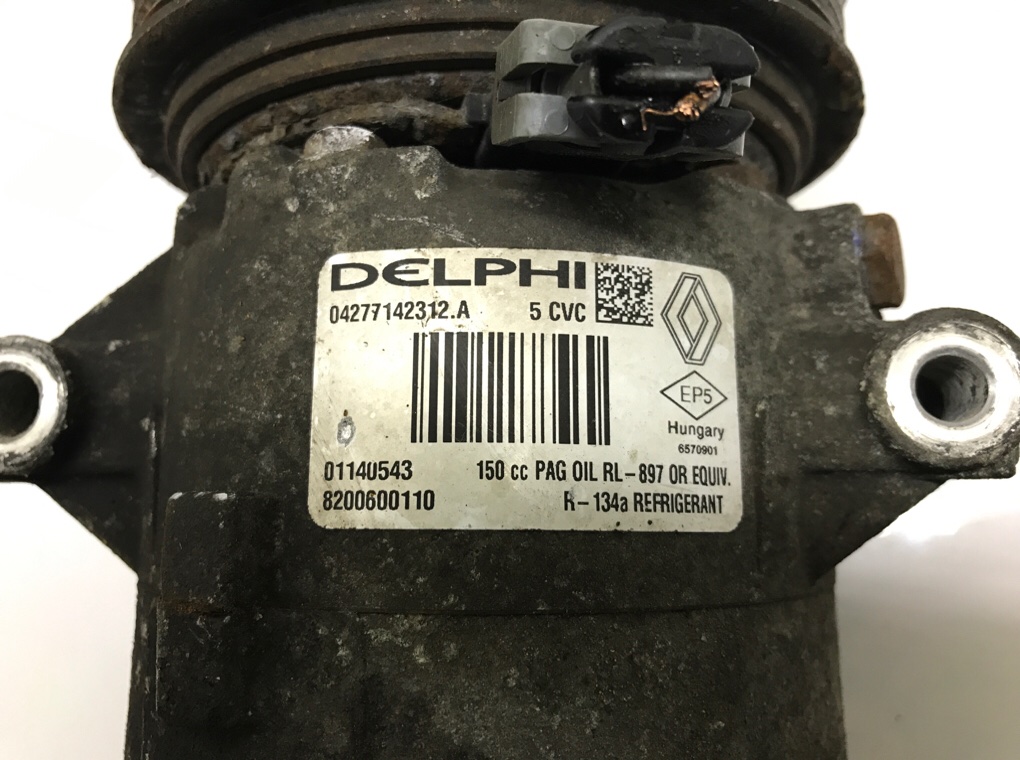 DELPHI
04277142312.A 5 CVC
EP5
Hungary
6570901
01140543 150 cc PAG OIL RL-897 OR EQUIV.
8200600110 R-134a REFRIGERANT